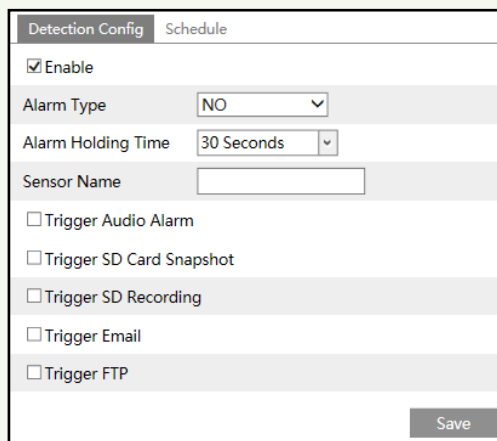 Detection Config Schedule
Enable
Alarm Type NO
Alarm Holding Time 30 Seconds
Sensor Name
Trigger Audio Alarm
Trigger SD Card Snapshot
Trigger SD Recording
Trigger Email
Trigger FTP
Save